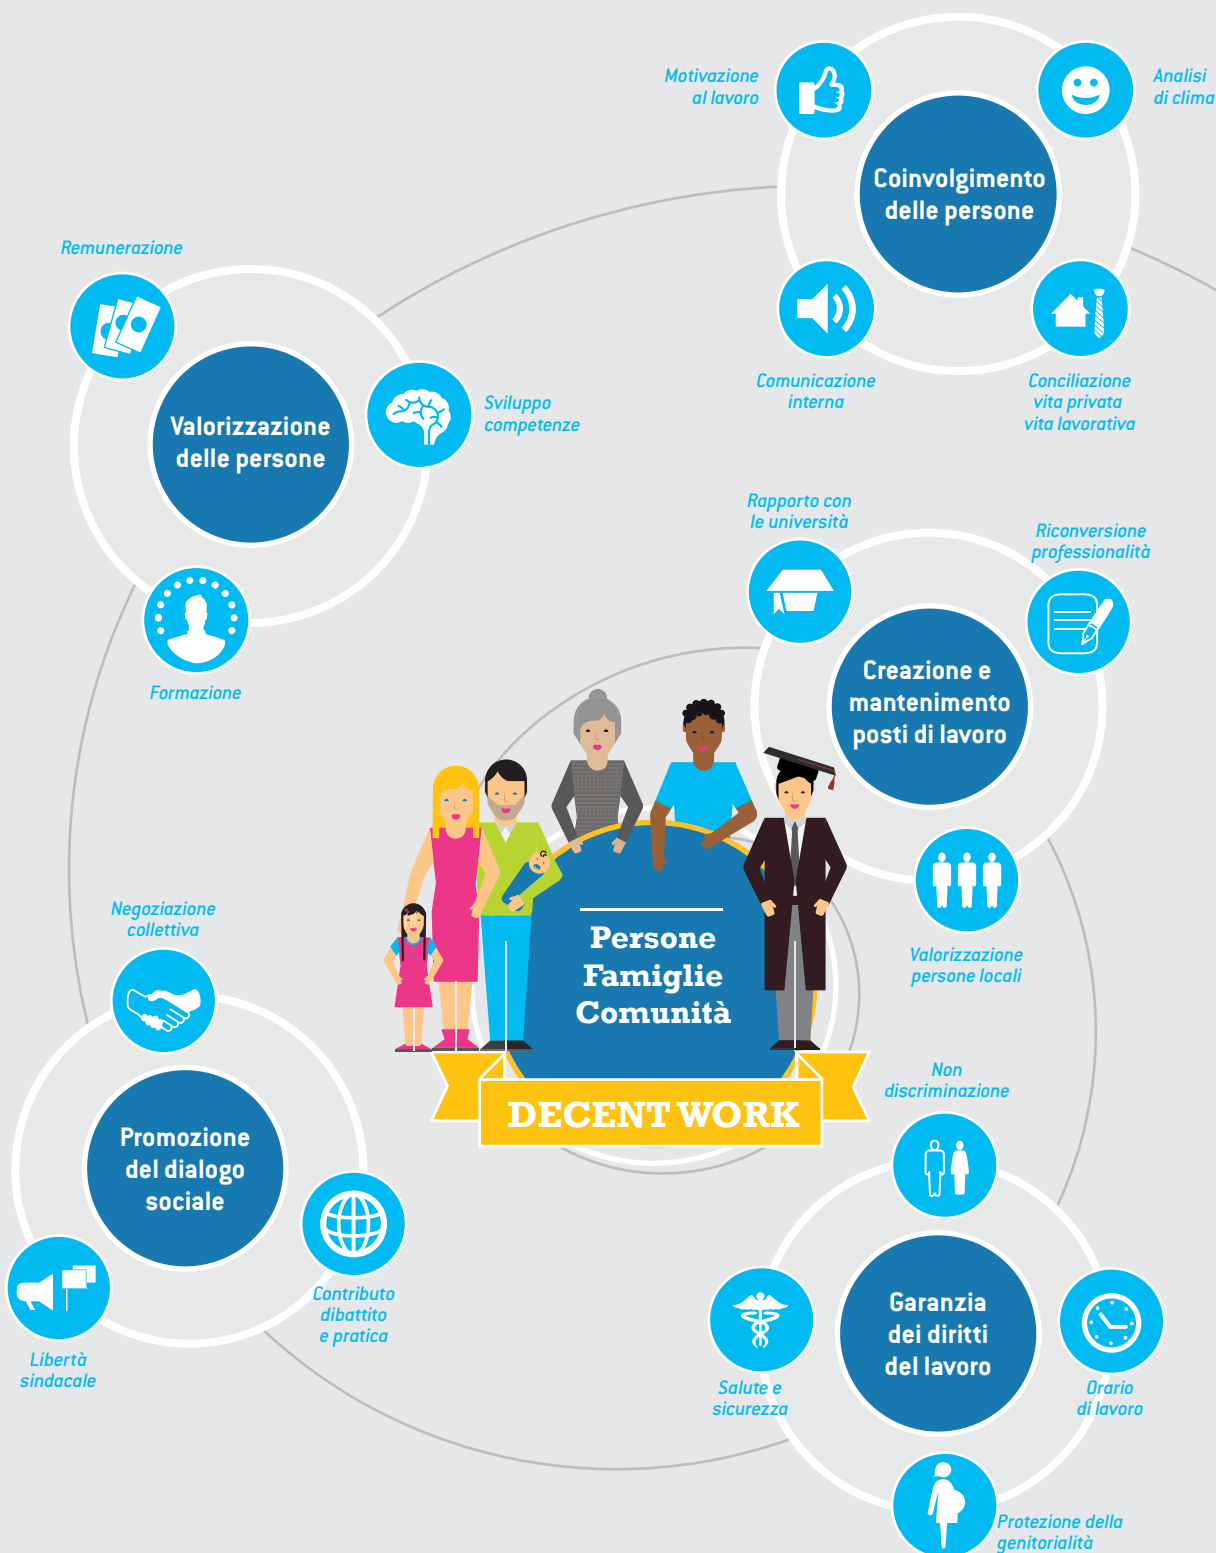 Motivazione
al lavoro
Analisi
di clima
Coinvolgimento
delle persone
Comunicazione
interna
Conciliazione
vita privata
vita lavorativa
Remunerazione
Valorizzazione
delle persone
Sviluppo
competenze
Formazione
Rapporto con
le università
Riconversione
professionalità
Creazione e
mantenimento
posti di lavoro
Valorizzazione
persone locali
Persone
Famiglie
Comunità
DECENT WORK
Negoziazione
collettiva
Promozione
del dialogo
sociale
Contributo
dibattito
e pratica
Libertà
sindacale
Non
discriminazione
Garanzia
dei diritti
del lavoro
Salute e
sicurezza
Orario
di lavoro
Protezione della
genitorialità